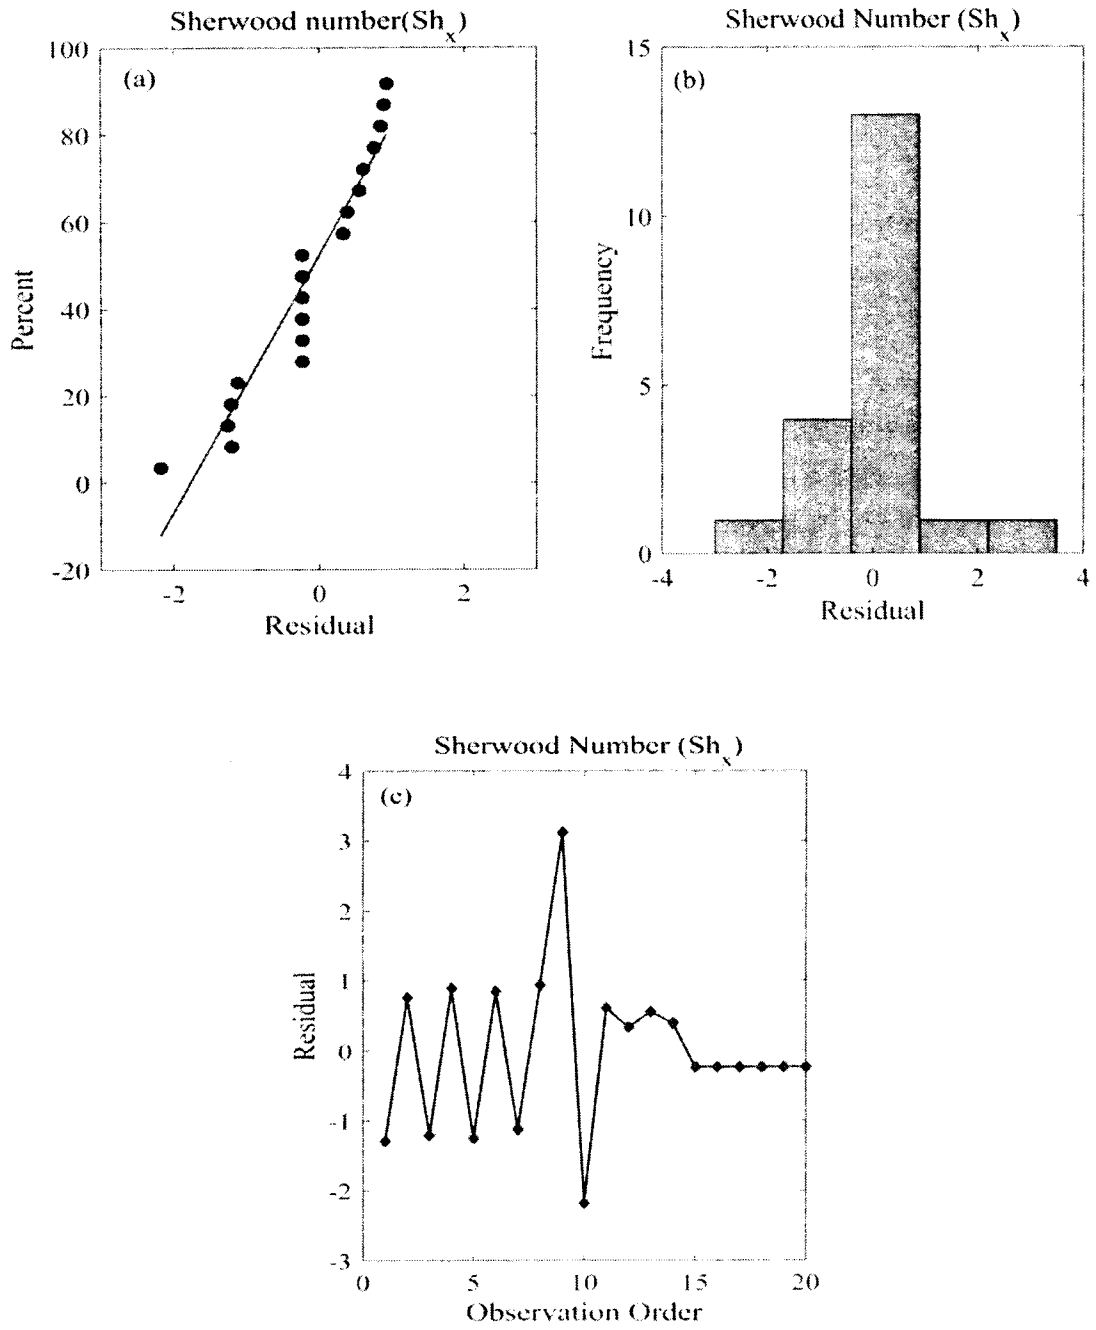 Sherwood number(Sh_x)
100
80
60
40
20
0
-20
(a)
Percent
-2 0 2
Residual
Sherwood Number (Sh_x)
15
10
5
0
(b)
Frequency
-4 -2 0 2 4
Residual
Sherwood Number (Sh_x)
4
3
2
1
0
-1
-2
-3
(c)
Residual
0 5 10 15 20
Observation Order